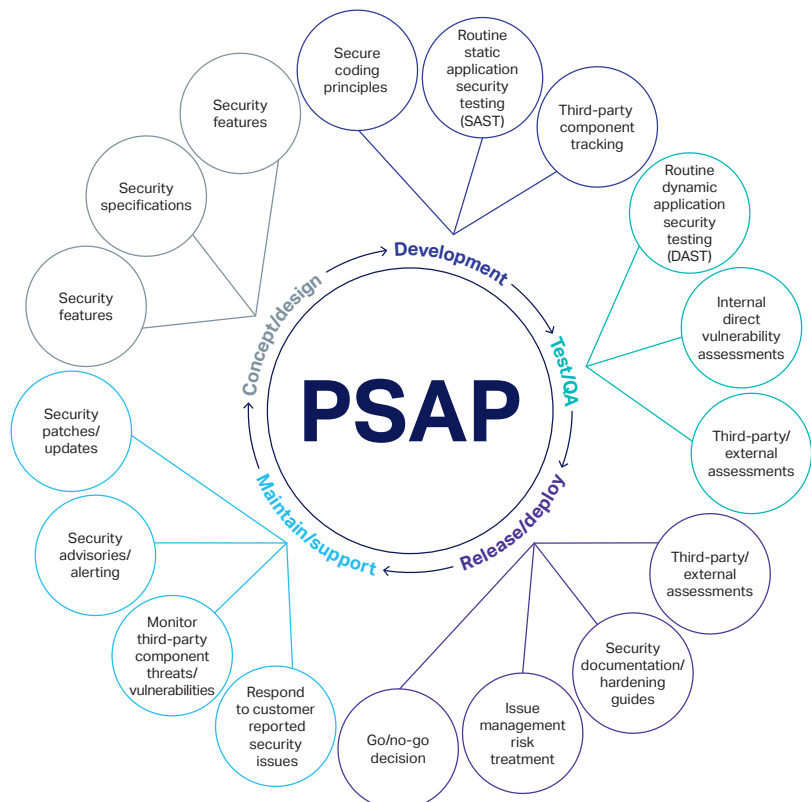 Secure
coding
principles
Routine
static
application
security
testing
(SAST)
Third-party
component
tracking
Routine
dynamic
application
security
testing
(DAST)
Internal
direct
vulnerability
assessments
Third-party/
external
assessments
Third-party/
external
assessments
Security
documentation/
hardening
guides
Issue
management
risk
treatment
Go/no-go
decision
Respond
to customer
reported
security
issues
Monitor
third-party
component
threats/
vulnerabilities
Security
advisories/
alerting
Security
patches/
updates
Security
features
Security
specifications
Security
features
Concept/design
Development
Test/QA
Release/deploy
Maintain/support
PSAP